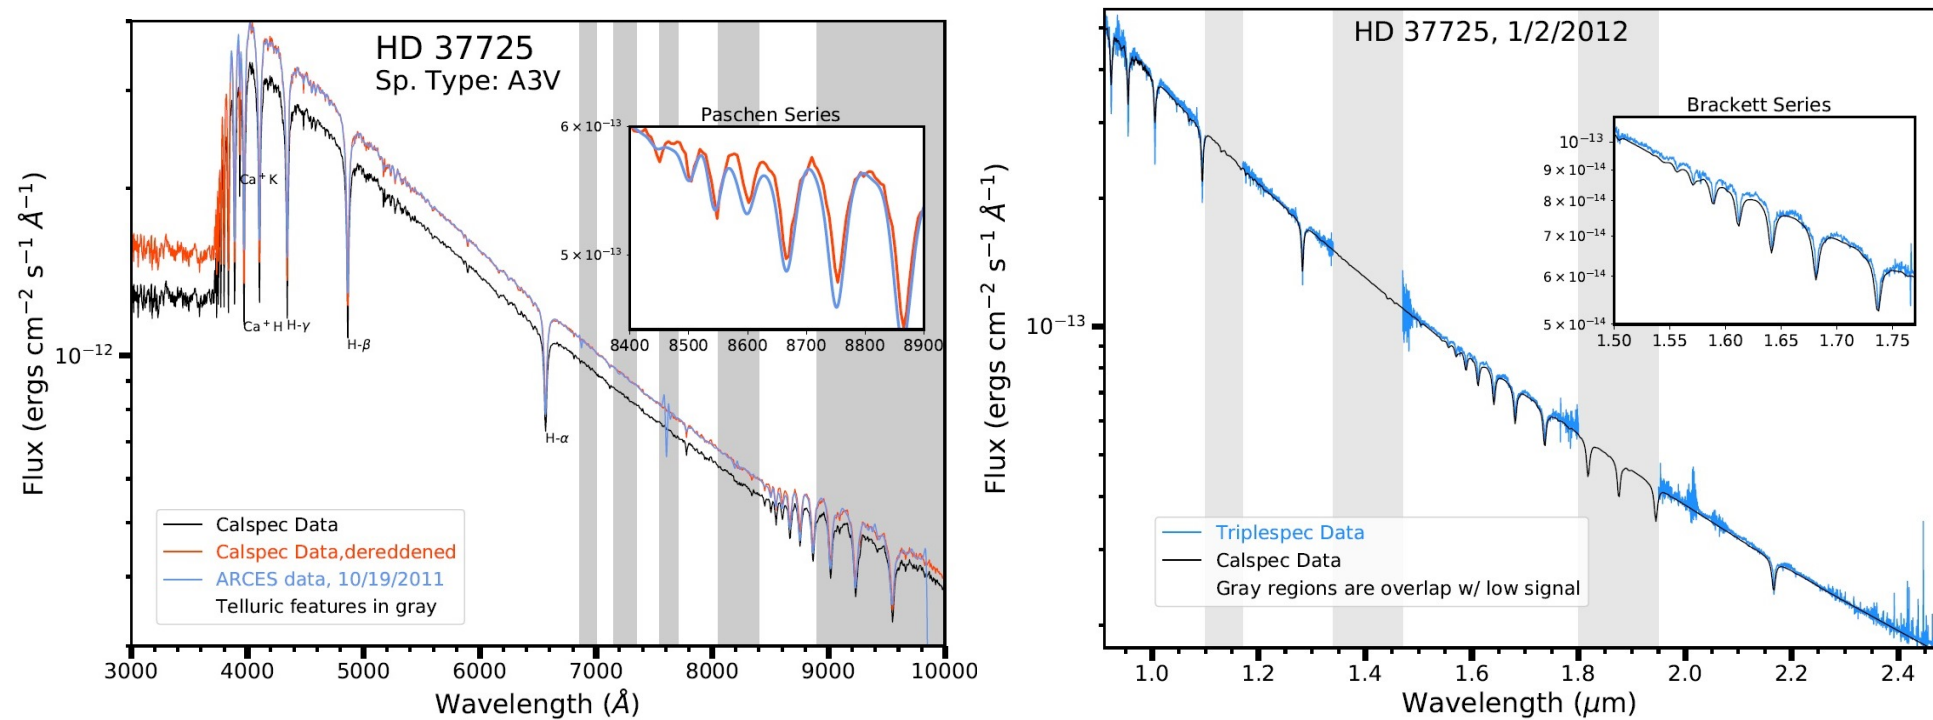 HD 37725
Sp. Type: A3V
Paschen Series
6 × 10⁻¹³
5 × 10⁻¹³
8400 8500 8600 8700 8800 8900
Ca⁺ K
Ca⁺ H
H-γ
H-β
H-α
10⁻¹²
Flux (ergs cm⁻² s⁻¹ Å⁻¹)
Calspec Data
Calspec Data,dereddened
ARCES data, 10/19/2011
Telluric features in gray
3000 4000 5000 6000 7000 8000 9000 10000
Wavelength (Å)
HD 37725, 1/2/2012
Brackett Series
10⁻¹³
9 × 10⁻¹⁴
8 × 10⁻¹⁴
7 × 10⁻¹⁴
6 × 10⁻¹⁴
5 × 10⁻¹⁴
1.50 1.55 1.60 1.65 1.70 1.75
10⁻¹³
Flux (ergs cm⁻² s⁻¹ Å⁻¹)
Triplespec Data
Calspec Data
Gray regions are overlap w/ low signal
1.0 1.2 1.4 1.6 1.8 2.0 2.2 2.4
Wavelength (μm)